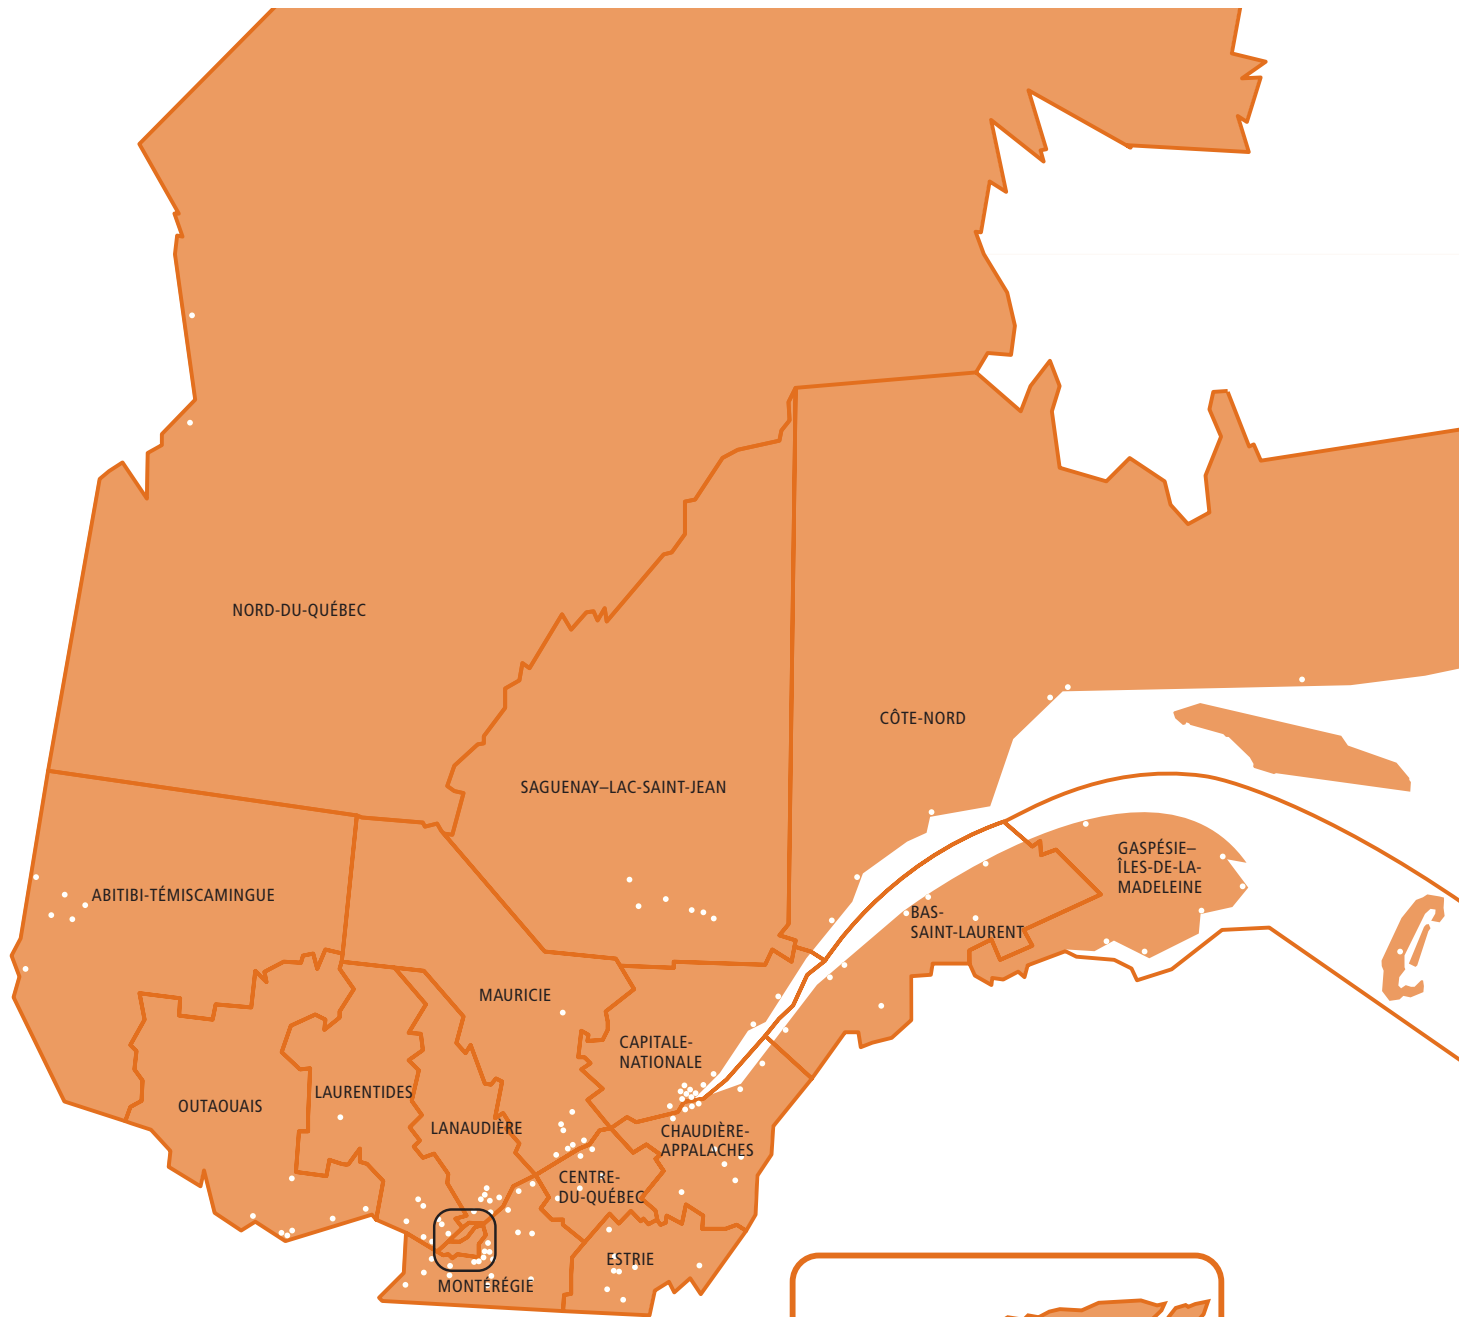 NORD-DU-QUÉBEC
CÔTE-NORD
SAGUENAY–LAC-SAINT-JEAN
GASPÉSIE–
ÎLES-DE-LA-
MADELEINE
ABITIBI-TÉMISCAMINGUE
BAS-
SAINT-LAURENT
MAURICIE
CAPITALE-
NATIONALE
LAURENTIDES
OUTAOUAIS
LANAUDIÈRE
CHAUDIÈRE-
APPALACHES
CENTRE-
DU-QUÉBEC
ESTRIE
MONTÉRÉGIE